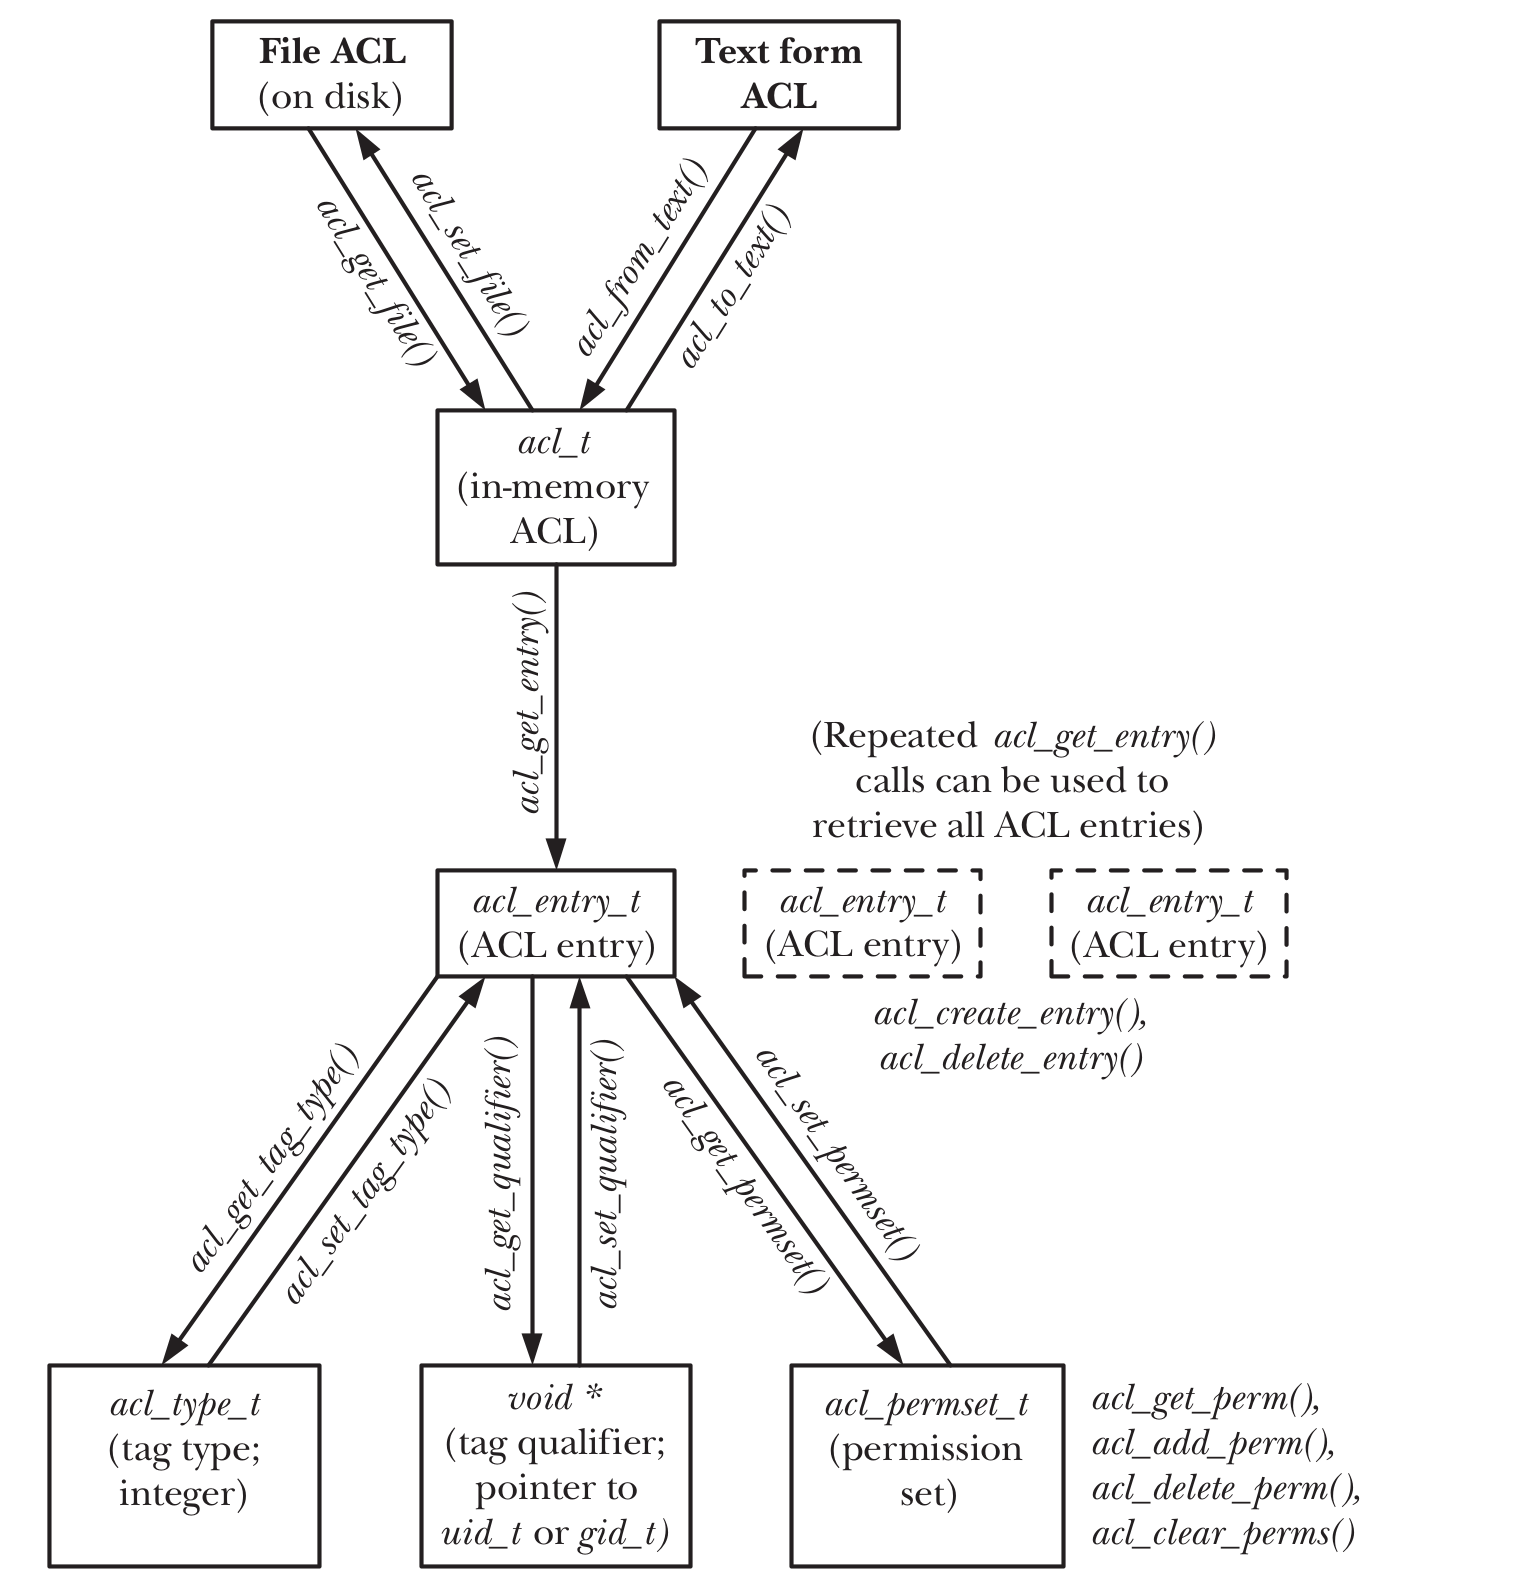 File ACL
(on disk)
Text form
ACL
acl_get_file()
acl_set_file()
acl_from_text()
acl_to_text()
acl_t
(in-memory
ACL)
acl_get_entry()
(Repeated acl_get_entry()
calls can be used to
retrieve all ACL entries)
acl_entry_t
(ACL entry)
acl_entry_t
(ACL entry)
acl_entry_t
(ACL entry)
acl_create_entry(),
acl_delete_entry()
acl_get_tag_type()
acl_set_tag_type()
acl_get_qualifier()
acl_set_qualifier()
acl_get_permset()
acl_set_permset()
acl_type_t
(tag type;
integer)
void *
(tag qualifier;
pointer to
uid_t or gid_t)
acl_permset_t
(permission
set)
acl_get_perm(),
acl_add_perm(),
acl_delete_perm(),
acl_clear_perms()